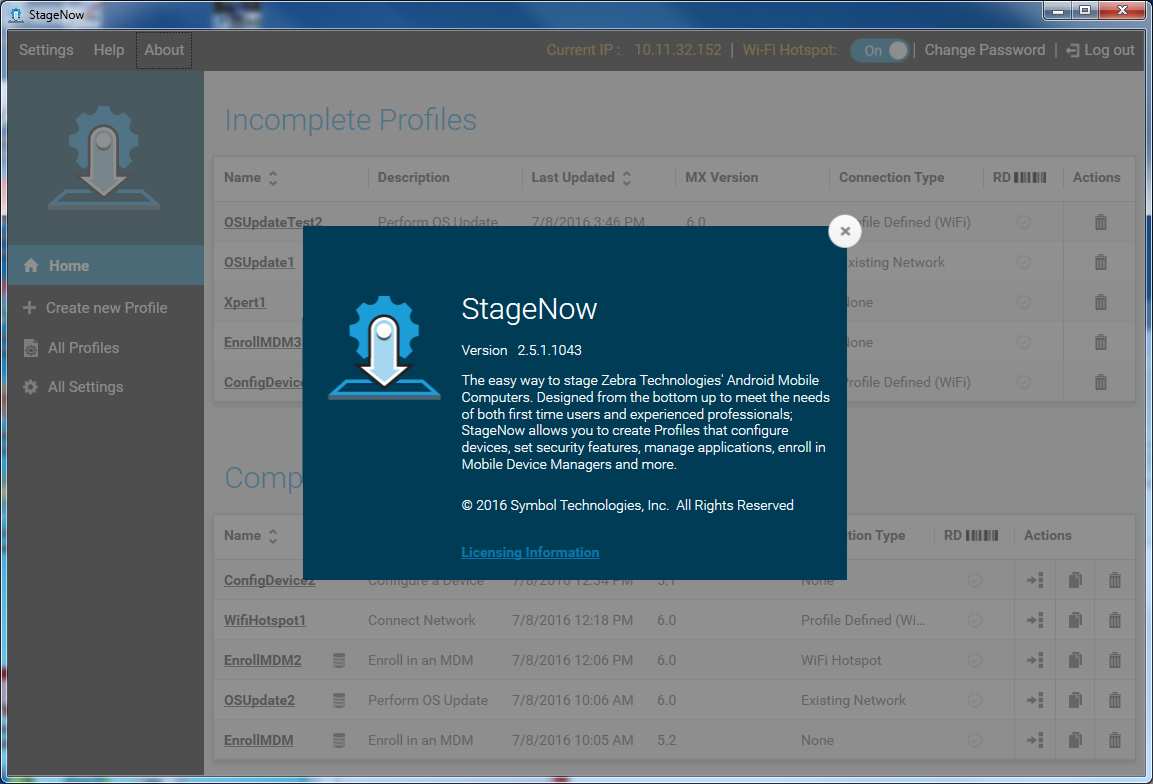 StageNow
Settings Help About Current IP : 10.11.32.152 | Wi-Fi Hotspot: On | Change Password | Log out
Incomplete Profiles
Name Description Last Updated MX Version Connection Type RD Actions
OSUpdateTest2 Perform OS Update 7/8/2016 3:46 PM 6.0 file Defined (WiFi)
OSUpdate1 xisting Network
Xpert1 one
EnrollMDM3 one
ConfigDevice rofile Defined (WiFi)
Home
Create new Profile
All Profiles
All Settings
StageNow
Version 2.5.1.1043
The easy way to stage Zebra Technologies' Android Mobile
Computers. Designed from the bottom up to meet the needs
of both first time users and experienced professionals;
StageNow allows you to create Profiles that configure
devices, set security features, manage applications, enroll in
Mobile Device Managers and more.
© 2016 Symbol Technologies, Inc. All Rights Reserved
Licensing Information
Comp
Name tion Type RD Actions
ConfigDevice2 Configure a Device 7/8/2016 12:34 PM 5.1 None
WifiHotspot1 Connect Network 7/8/2016 12:18 PM 6.0 Profile Defined (Wi...
EnrollMDM2 Enroll in an MDM 7/8/2016 12:06 PM 6.0 WiFi Hotspot
OSUpdate2 Perform OS Update 7/8/2016 10:06 AM 6.0 Existing Network
EnrollMDM Enroll in an MDM 7/8/2016 10:05 AM 5.2 None